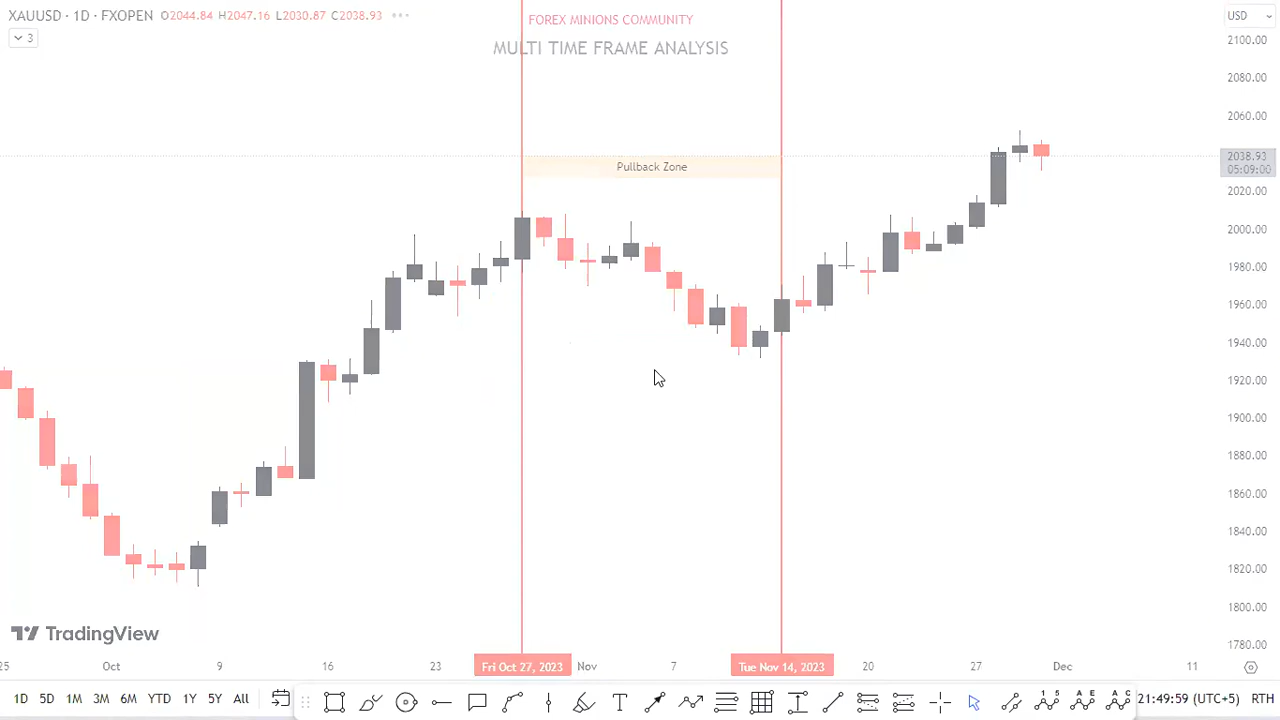 XAUUSD · 1D · FXOPEN O2044.84 H2047.16 L2030.87 C2038.93
3
FOREX MINIONS COMMUNITY
MULTI TIME FRAME ANALYSIS
USD
2100.00
2080.00
2060.00
2038.93
05:09:00
2020.00
2000.00
1980.00
1960.00
1940.00
1920.00
1900.00
1880.00
1860.00
1840.00
1820.00
1800.00
1780.00
Pullback Zone
TradingView
25 Oct 9 16 23 Fri Oct 27, 2023 Nov 7 Tue Nov 14, 2023 20 27 Dec 11
1D 5D 1M 3M 6M YTD 1Y 5Y All 21:49:59 (UTC+5) RTH